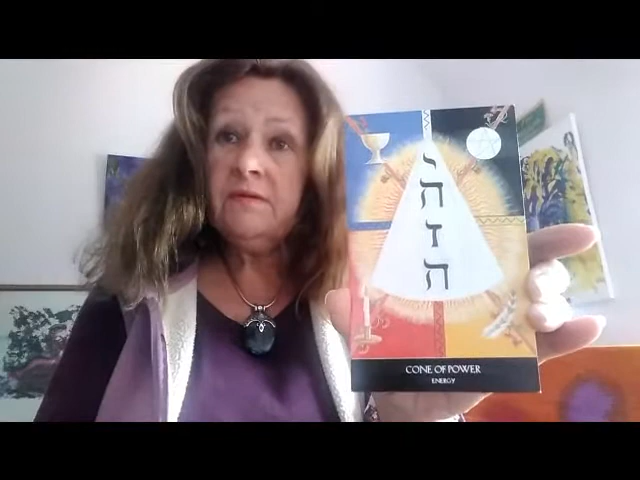 י
ה
ו
ה
CONE OF POWER
ENERGY